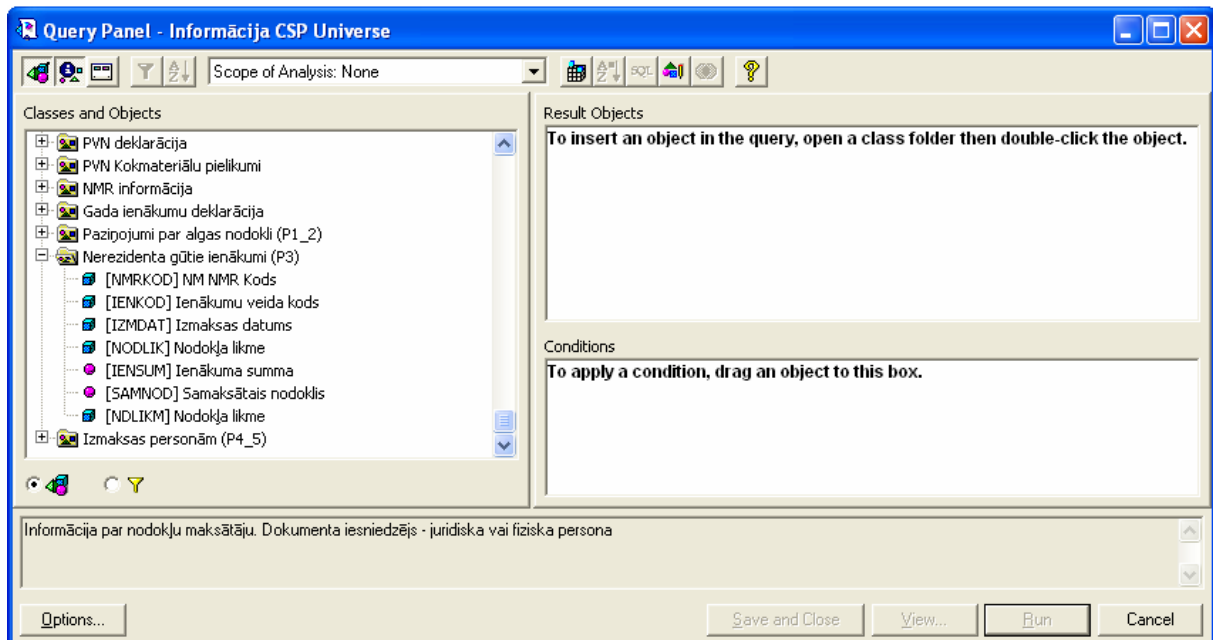 Query Panel - Informācija CSP Universe
Scope of Analysis: None
SQL
Classes and Objects
PVN deklarācija
PVN Kokmateriālu pielikumi
NMR informācija
Gada ienākumu deklarācija
Paziņojumi par algas nodokli (P1_2)
Nerezidenta gūtie ienākumi (P3)
[NMRKOD] NM NMR Kods
[IENKOD] Ienākumu veida kods
[IZMDAT] Izmaksas datums
[NODLIK] Nodokļa likme
[IENSUM] Ienākuma summa
[SAMNOD] Samaksātais nodoklis
[NDLIKM] Nodokļa likme
Izmaksas personām (P4_5)
Result Objects
To insert an object in the query, open a class folder then double-click the object.
Conditions
To apply a condition, drag an object to this box.
Informācija par nodokļu maksātāju. Dokumenta iesniedzējs - juridiska vai fiziska persona
Options...
Save and Close
View...
Run
Cancel